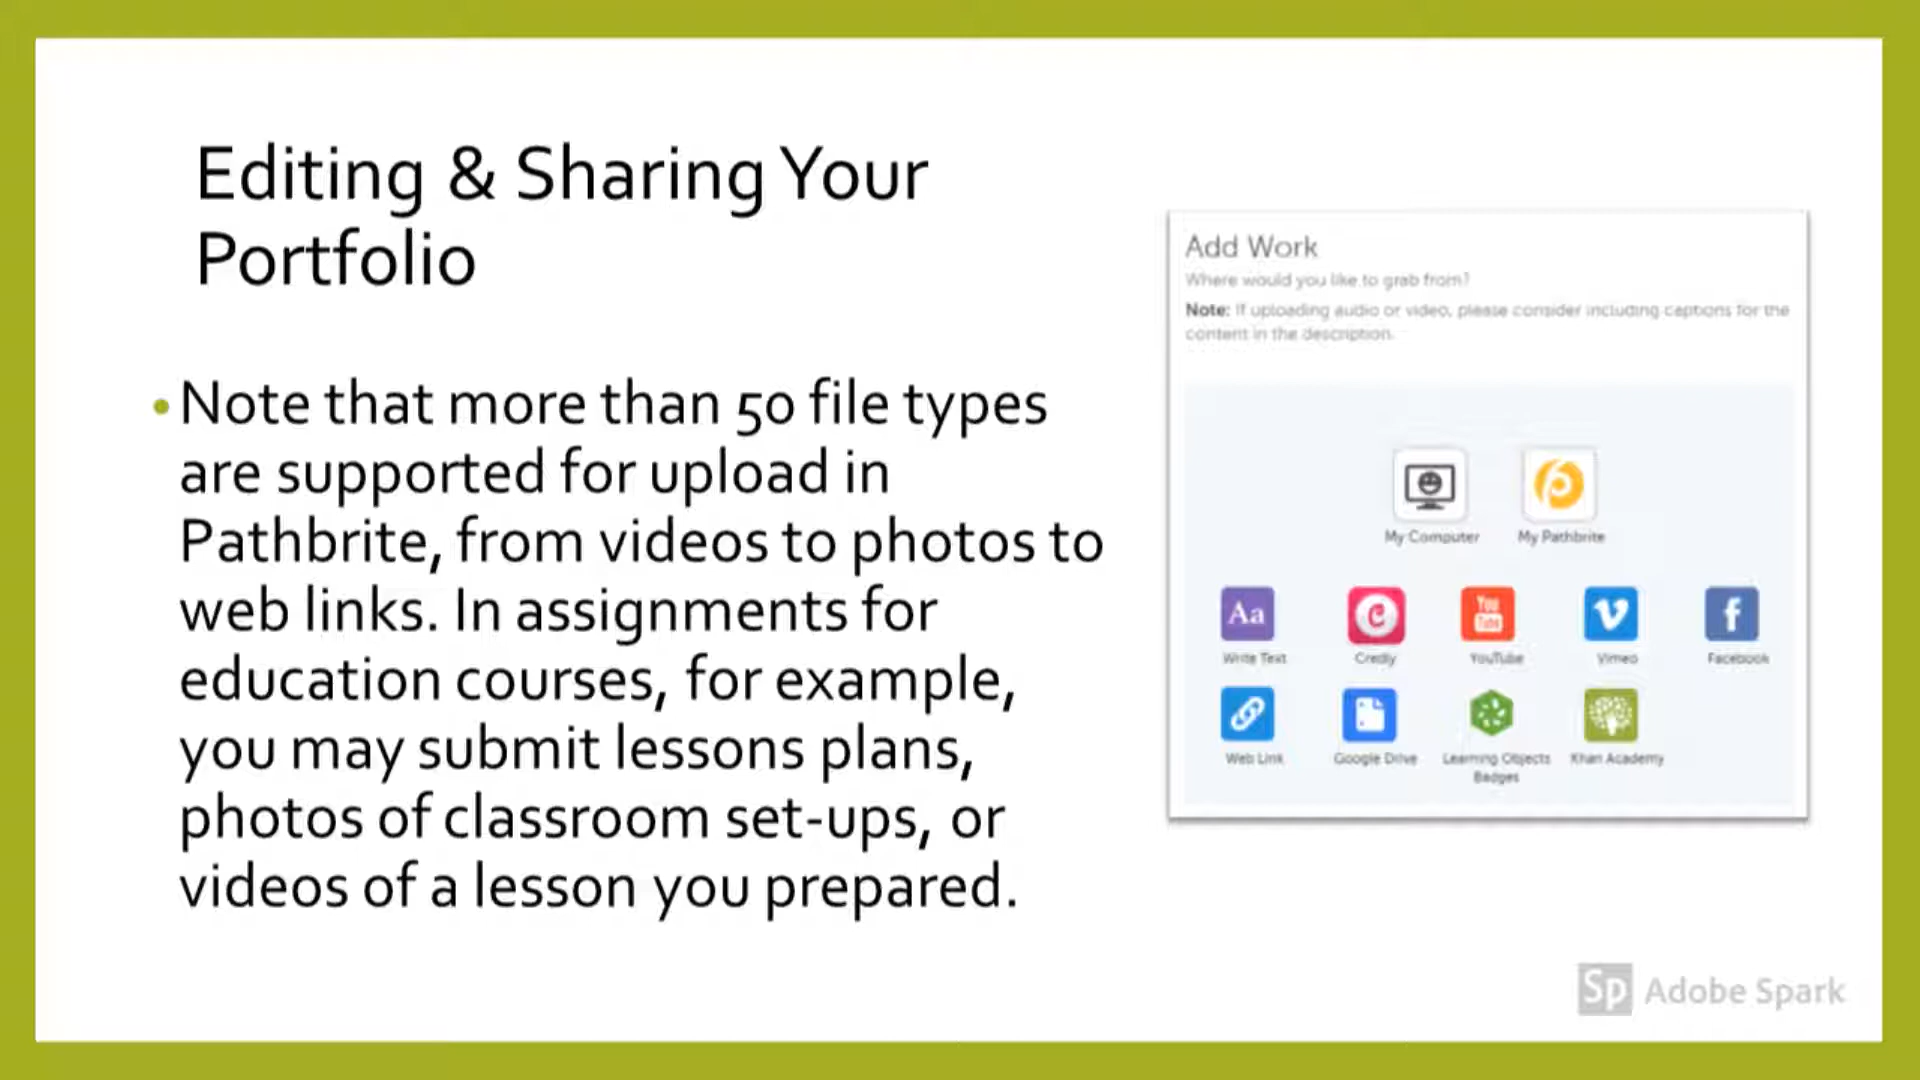 Editing & Sharing Your
Portfolio
• Note that more than 50 file types
are supported for upload in
Pathbrite, from videos to photos to
web links. In assignments for
education courses, for example,
you may submit lessons plans,
photos of classroom set-ups, or
videos of a lesson you prepared.
Add Work
Where would you like to grab from?
Note: If uploading audio or video, please consider including captions for the
content in the description.
My Computer My Pathbrite
Aa You Tube f
Write Text Credly YouTube Vimeo Facebook
Web Link Google Drive Learning Objects Khan Academy
Badges
Sp Adobe Spark